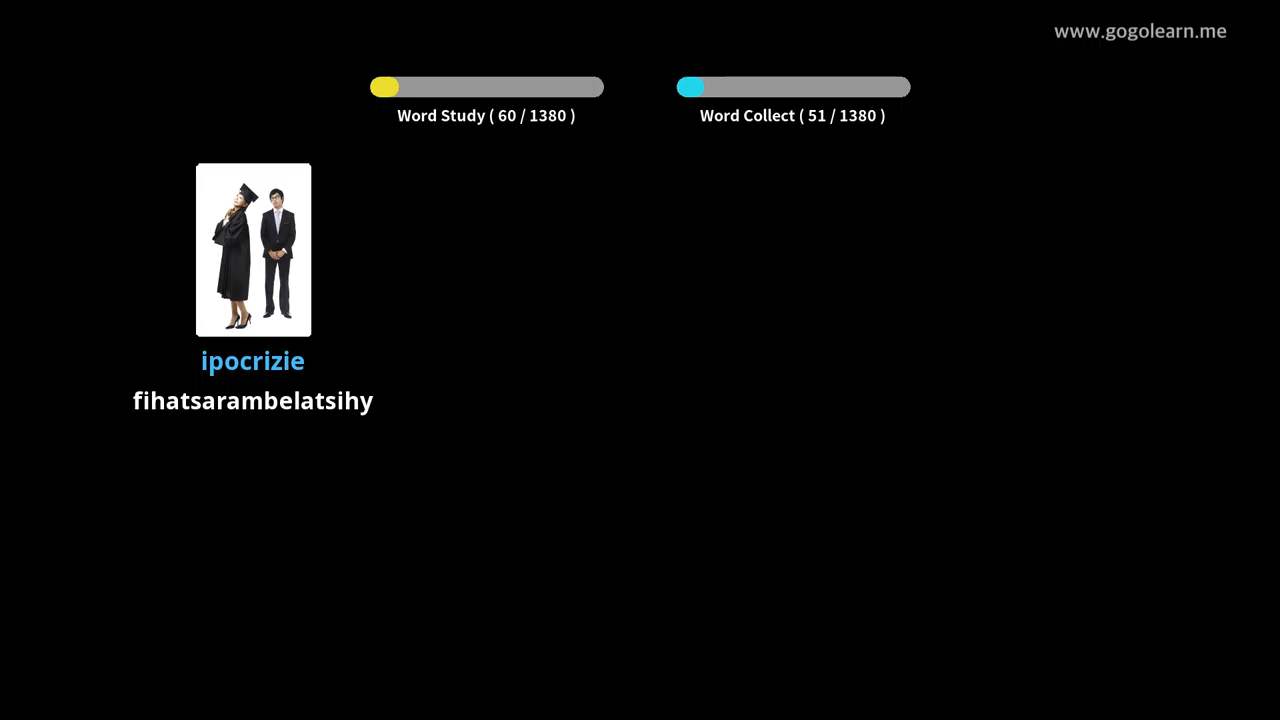 www.gogolearn.me
Word Study ( 60 / 1380 )
Word Collect ( 51 / 1380 )
ipocrizie
fihatsarambelatsihy